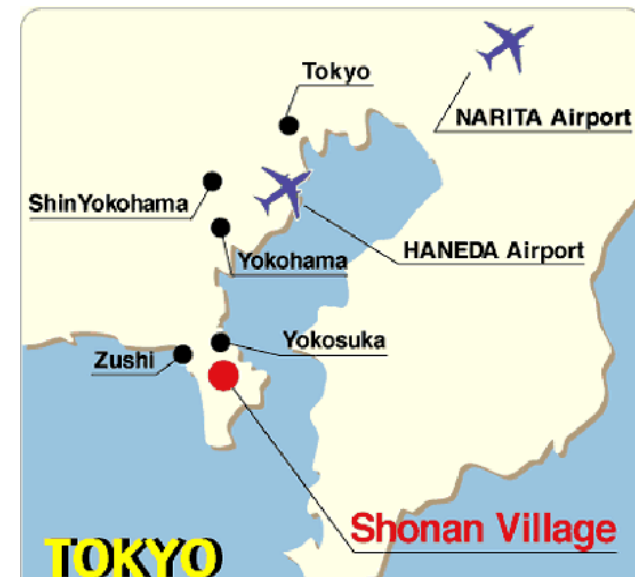 Tokyo
NARITA Airport
ShinYokohama
HANEDA Airport
Yokohama
Yokosuka
Zushi
Shonan Village
TOKYO